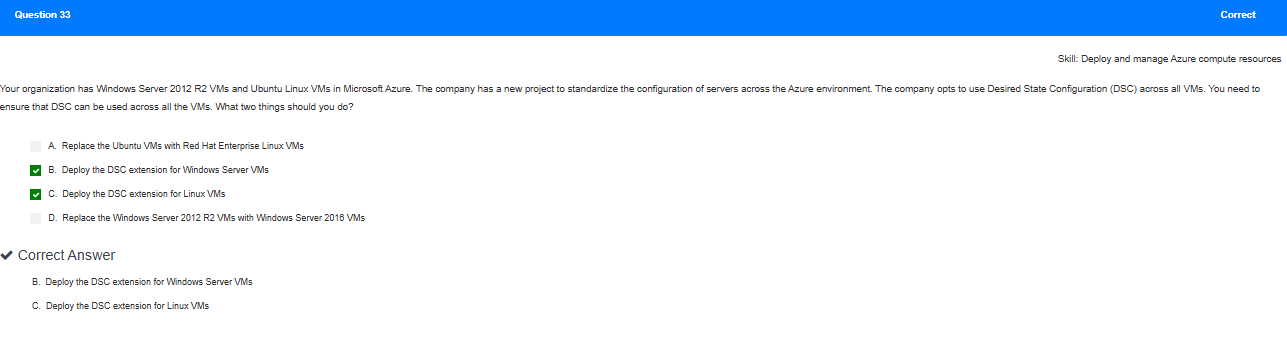 Question 33
Correct
Skill: Deploy and manage Azure compute resources
Your organization has Windows Server 2012 R2 VMs and Ubuntu Linux VMs in Microsoft Azure. The company has a new project to standardize the configuration of servers across the Azure environment. The company opts to use Desired State Configuration (DSC) across all VMs. You need to
ensure that DSC can be used across all the VMs. What two things should you do?
A. Replace the Ubuntu VMs with Red Hat Enterprise Linux VMs
B. Deploy the DSC extension for Windows Server VMs
C. Deploy the DSC extension for Linux VMs
D. Replace the Windows Server 2012 R2 VMs with Windows Server 2016 VMs
Correct Answer
B. Deploy the DSC extension for Windows Server VMs
C. Deploy the DSC extension for Linux VMs